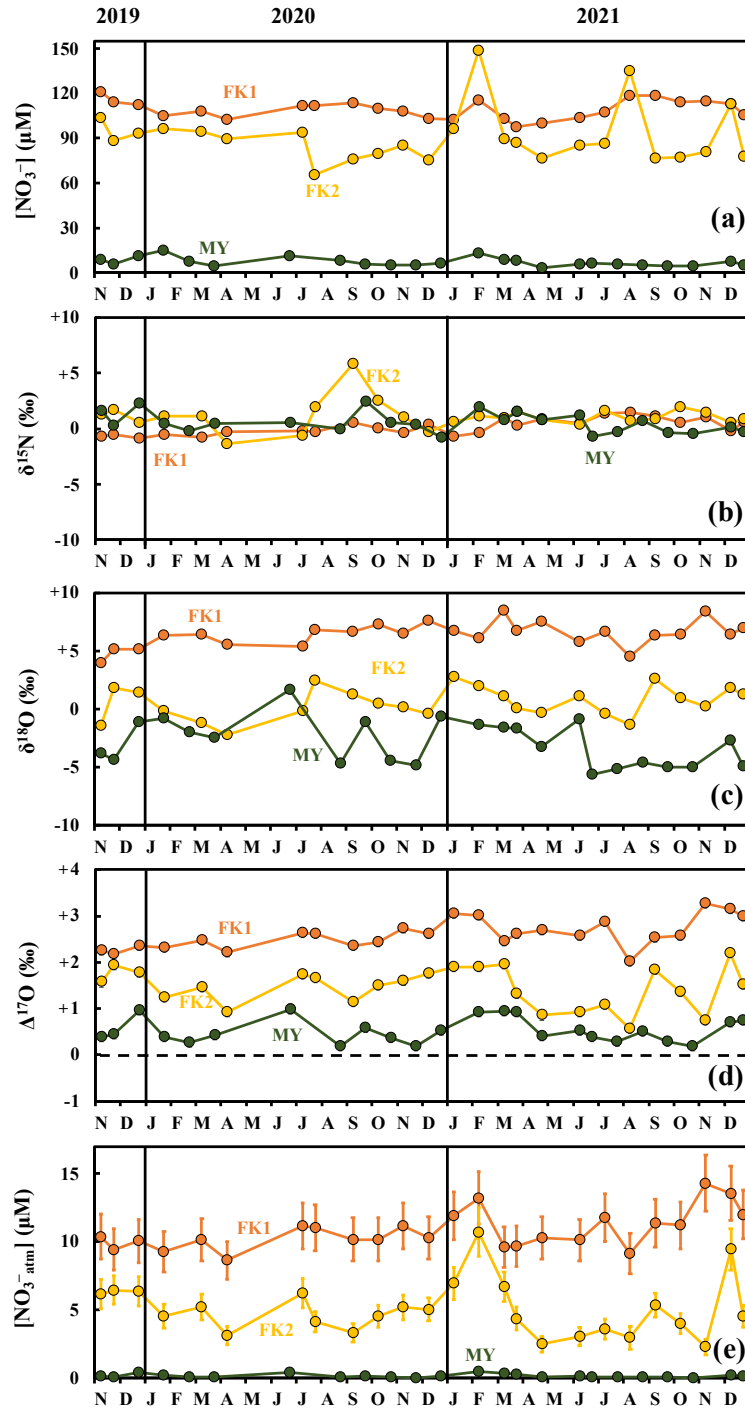 2019 2020 2021
[NO₃⁻] (μM)
150
120
90
60
30
0
FK1
FK2
MY
(a)
N D J F M A M J J A S O N D J F M A M J J A S O N D
δ¹⁵N (‰)
+10
+5
0
-5
-10
FK2
FK1
MY
(b)
N D J F M A M J J A S O N D J F M A M J J A S O N D
δ¹⁸O (‰)
+10
+5
0
-5
-10
FK1
FK2
MY
(c)
N D J F M A M J J A S O N D J F M A M J J A S O N D
Δ¹⁷O (‰)
+4
+3
+2
+1
0
-1
FK1
FK2
MY
(d)
N D J F M A M J J A S O N D J F M A M J J A S O N D
[NO₃⁻atm] (μM)
15
10
5
0
FK1
FK2
MY
(e)
N D J F M A M J J A S O N D J F M A M J J A S O N D